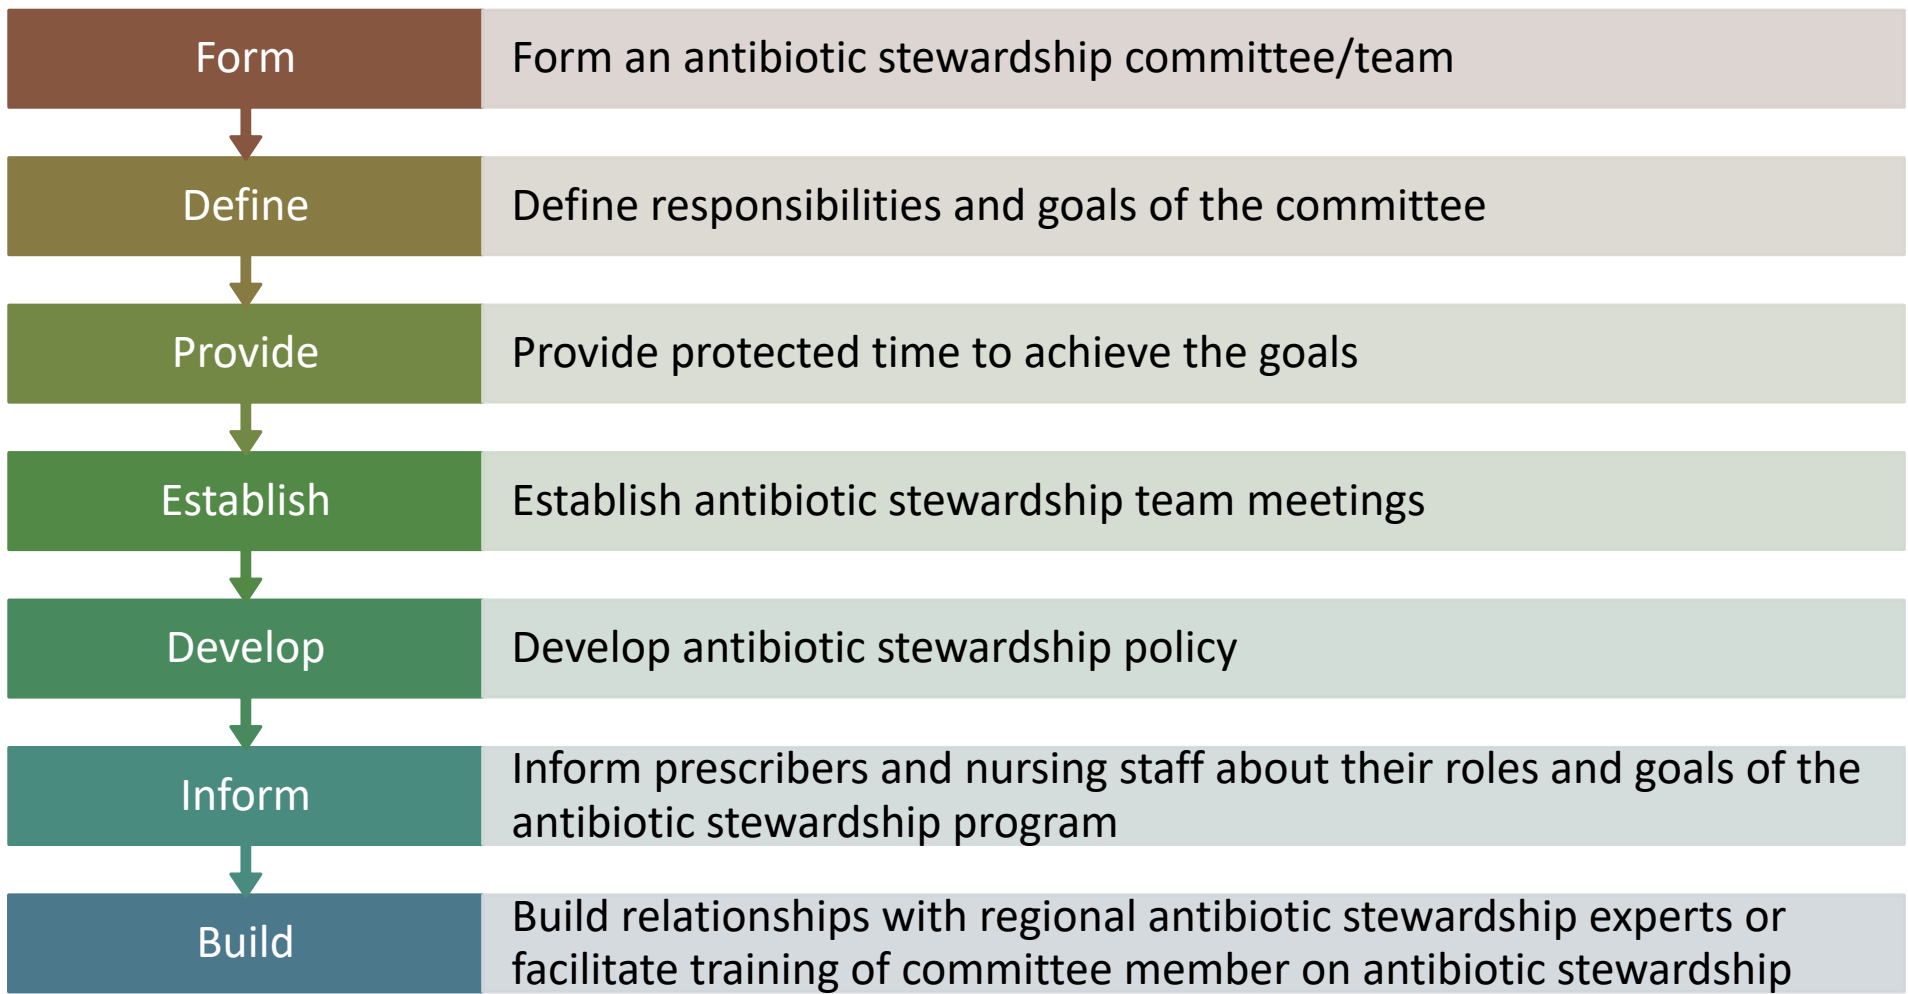 Form
Form an antibiotic stewardship committee/team
Define
Define responsibilities and goals of the committee
Provide
Provide protected time to achieve the goals
Establish
Establish antibiotic stewardship team meetings
Develop
Develop antibiotic stewardship policy
Inform
Inform prescribers and nursing staff about their roles and goals of the
antibiotic stewardship program
Build
Build relationships with regional antibiotic stewardship experts or
facilitate training of committee member on antibiotic stewardship